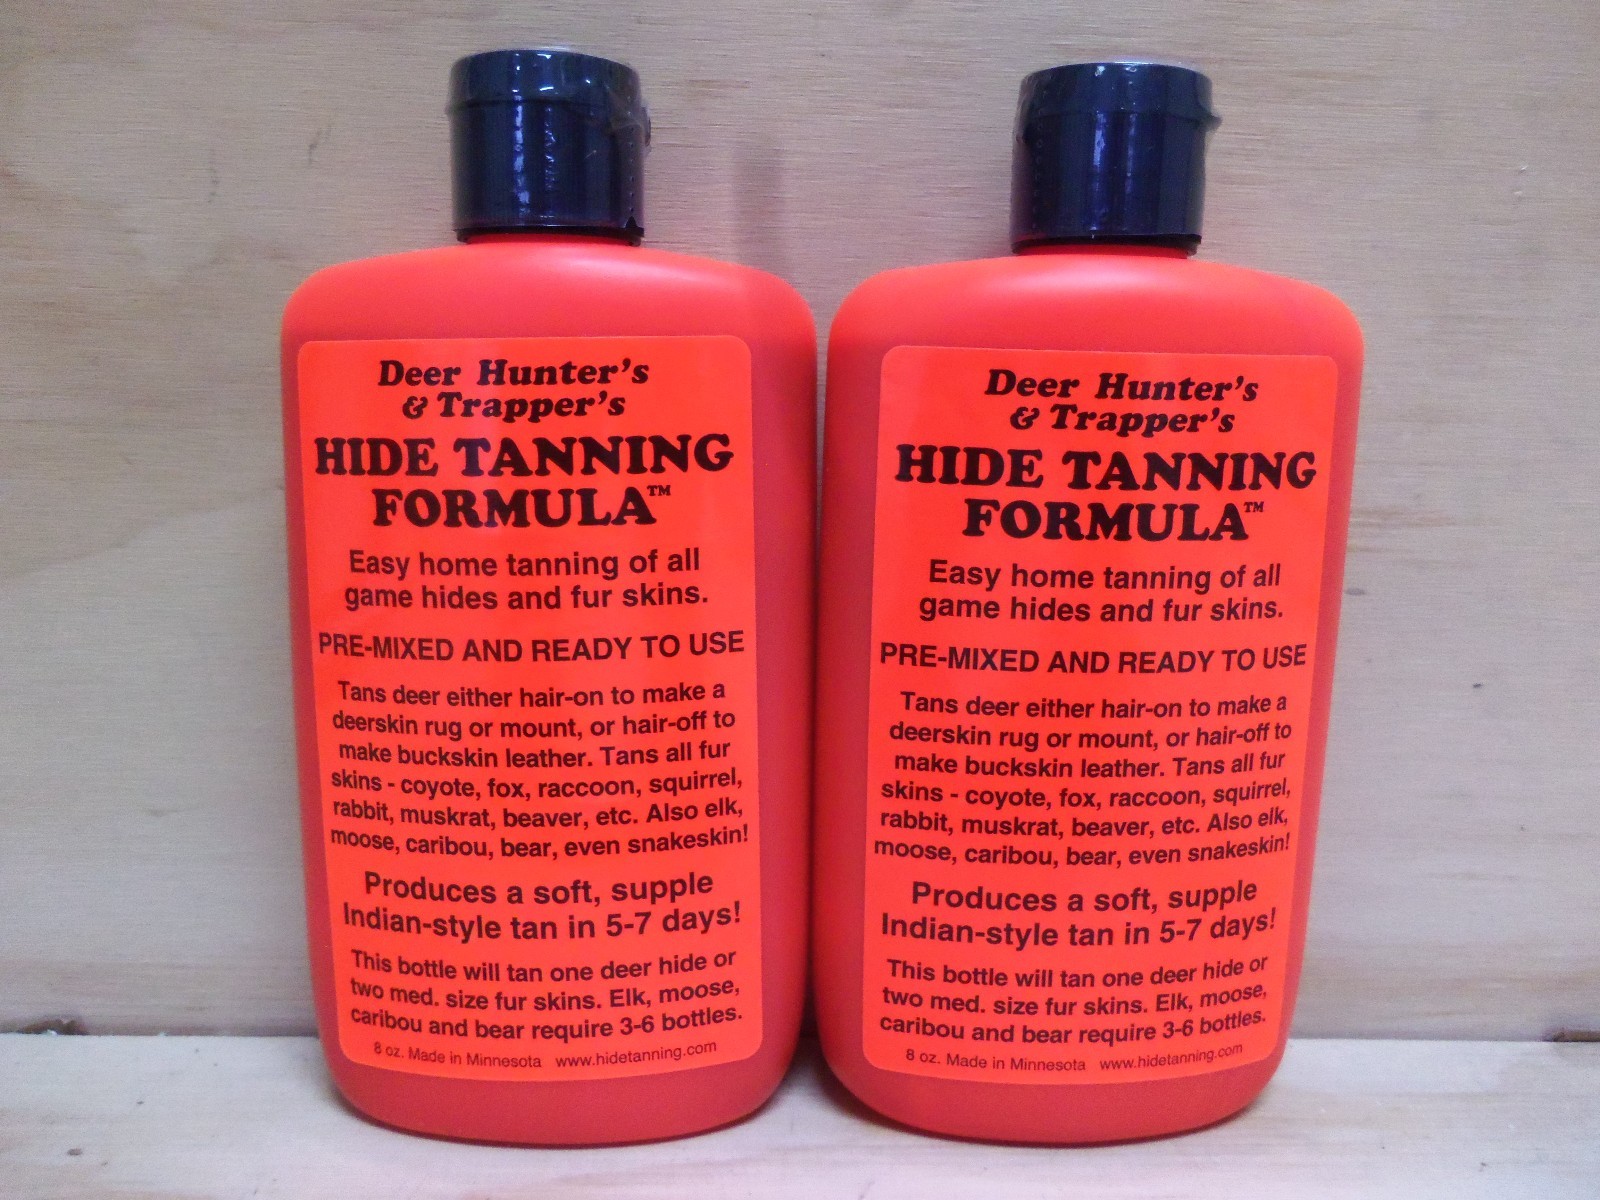 Deer Hunter's
& Trapper's
HIDE TANNING
FORMULA™
Easy home tanning of all
game hides and fur skins.
PRE-MIXED AND READY TO USE
Tans deer either hair-on to make a
deerskin rug or mount, or hair-off to
make buckskin leather. Tans all fur
skins - coyote, fox, raccoon, squirrel,
rabbit, muskrat, beaver, etc. Also elk,
moose, caribou, bear, even snakeskin!
Produces a soft, supple
Indian-style tan in 5-7 days!
This bottle will tan one deer hide or
two med. size fur skins. Elk, moose,
caribou and bear require 3-6 bottles.
8 oz. Made in Minnesota www.hidetanning.com
Deer Hunter's
& Trapper's
HIDE TANNING
FORMULA™
Easy home tanning of all
game hides and fur skins.
PRE-MIXED AND READY TO USE
Tans deer either hair-on to make a
deerskin rug or mount, or hair-off to
make buckskin leather. Tans all fur
skins - coyote, fox, raccoon, squirrel,
rabbit, muskrat, beaver, etc. Also elk,
moose, caribou, bear, even snakeskin!
Produces a soft, supple
Indian-style tan in 5-7 days!
This bottle will tan one deer hide or
two med. size fur skins. Elk, moose,
caribou and bear require 3-6 bottles.
8 oz. Made in Minnesota www.hidetanning.com